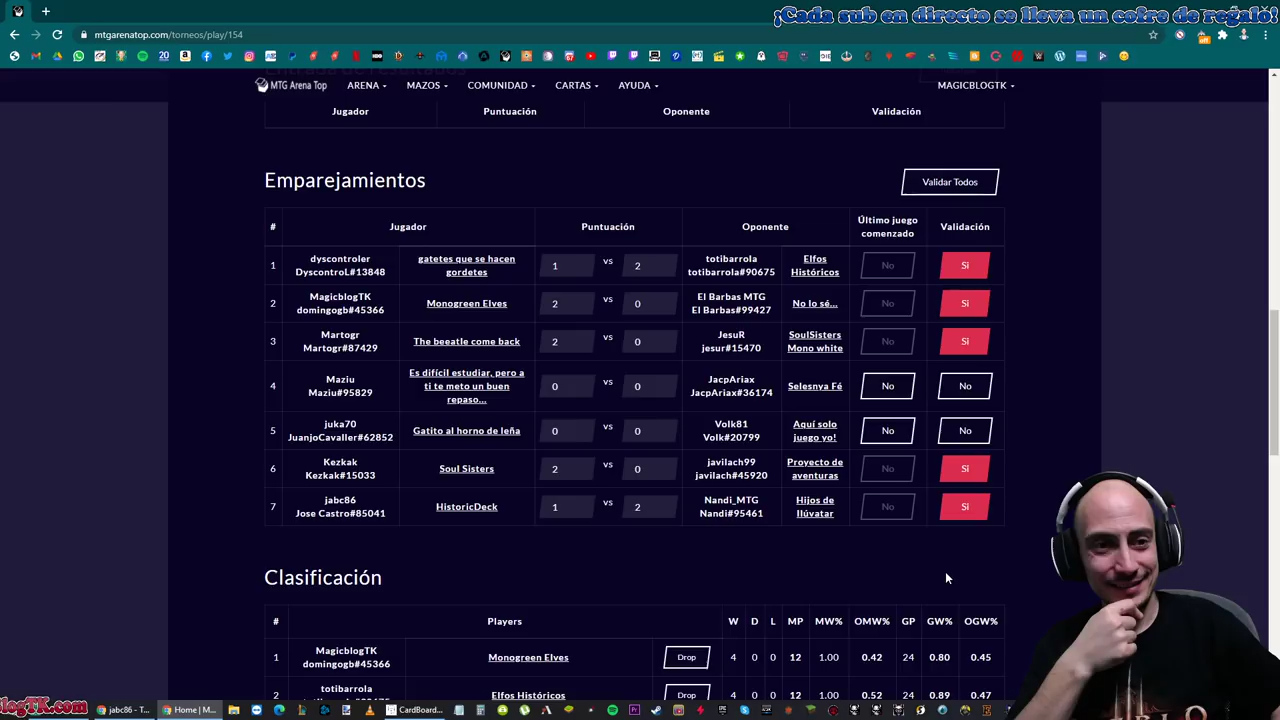 ¡Cada sub en directo se lleva un cofre de regalo!
mtgarenatop.com/torneos/play/154
MTG Arena Top ARENA MAZOS COMUNIDAD CARTAS AYUDA MAGICBLOGTK
Jugador Puntuación Oponente Validación
Emparejamientos Validar Todos
# Jugador Puntuación Oponente Último juego comenzado Validación
1 dyscontroler gatetes que se hacen gordetes 1 vs 2 totibarrola Elfos Históricos No Si
DyscontroL#13848 totibarrola#90675
2 MagicblogTK Monogreen Elves 2 vs 0 El Barbas MTG No lo sé... No Si
domingogb#45366 El Barbas#99427
3 Martogr The beeatle come back 2 vs 0 JesuR SoulSisters Mono white No Si
Martogr#87429 jesur#15470
4 Maziu Es difícil estudiar, pero a ti te meto un buen repaso... 0 vs 0 JacpAriax Selesnya Fé No No
Maziu#95829 JacpAriax#36174
5 juka70 Gatito al horno de leña 0 vs 0 Volk81 Aquí solo juego yo! No No
JuanjoCavaller#62852 Volk#20799
6 Kezkak Soul Sisters 2 vs 0 javilach99 Proyecto de aventuras No Si
Kezkak#15033 javilach#45920
7 jabc86 HistoricDeck 1 vs 2 Nandi_MTG Hijos de Ilúvatar No Si
Jose Castro#85041 Nandi#95461
Clasificación
# Players W D L MP MW% OMW% GP GW% OGW%
1 MagicblogTK Monogreen Elves Drop 4 0 0 12 1.00 0.42 24 0.80 0.45
domingogb#45366
2 totibarrola Elfos Históricos Drop 4 0 0 12 1.00 0.52 24 0.89 0.47
jabc86 - T... Home | M... CardBoard...